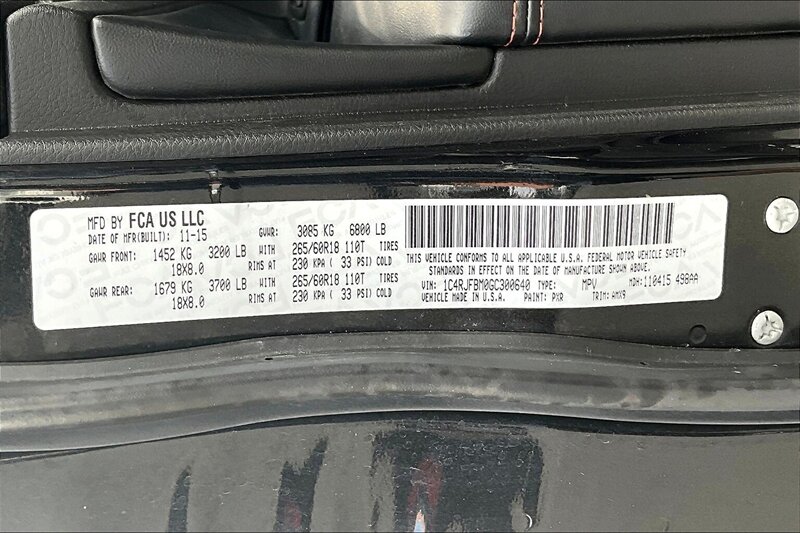 MFD BY FCA US LLC GVWR: 3085 KG 6800 LB
DATE OF MFR(BUILT): 11-15
GAWR FRONT: 1452 KG 3200 LB WITH 265/60R18 110T TIRES
18X8.0 RIMS AT 230 KPA ( 33 PSI) COLD
GAWR REAR: 1679 KG 3700 LB WITH 265/60R18 110T TIRES
18X8.0 RIMS AT 230 KPA ( 33 PSI) COLD
THIS VEHICLE CONFORMS TO ALL APPLICABLE U.S.A. FEDERAL MOTOR VEHICLE SAFETY
STANDARDS IN EFFECT ON THE DATE OF MANUFACTURE SHOWN ABOVE.
VIN: 1C4RJFBM0GC300640 TYPE: MPV MDH: 110415 498AA
MADE IN U.S.A. PAINT: PXR TRIM: AMX9